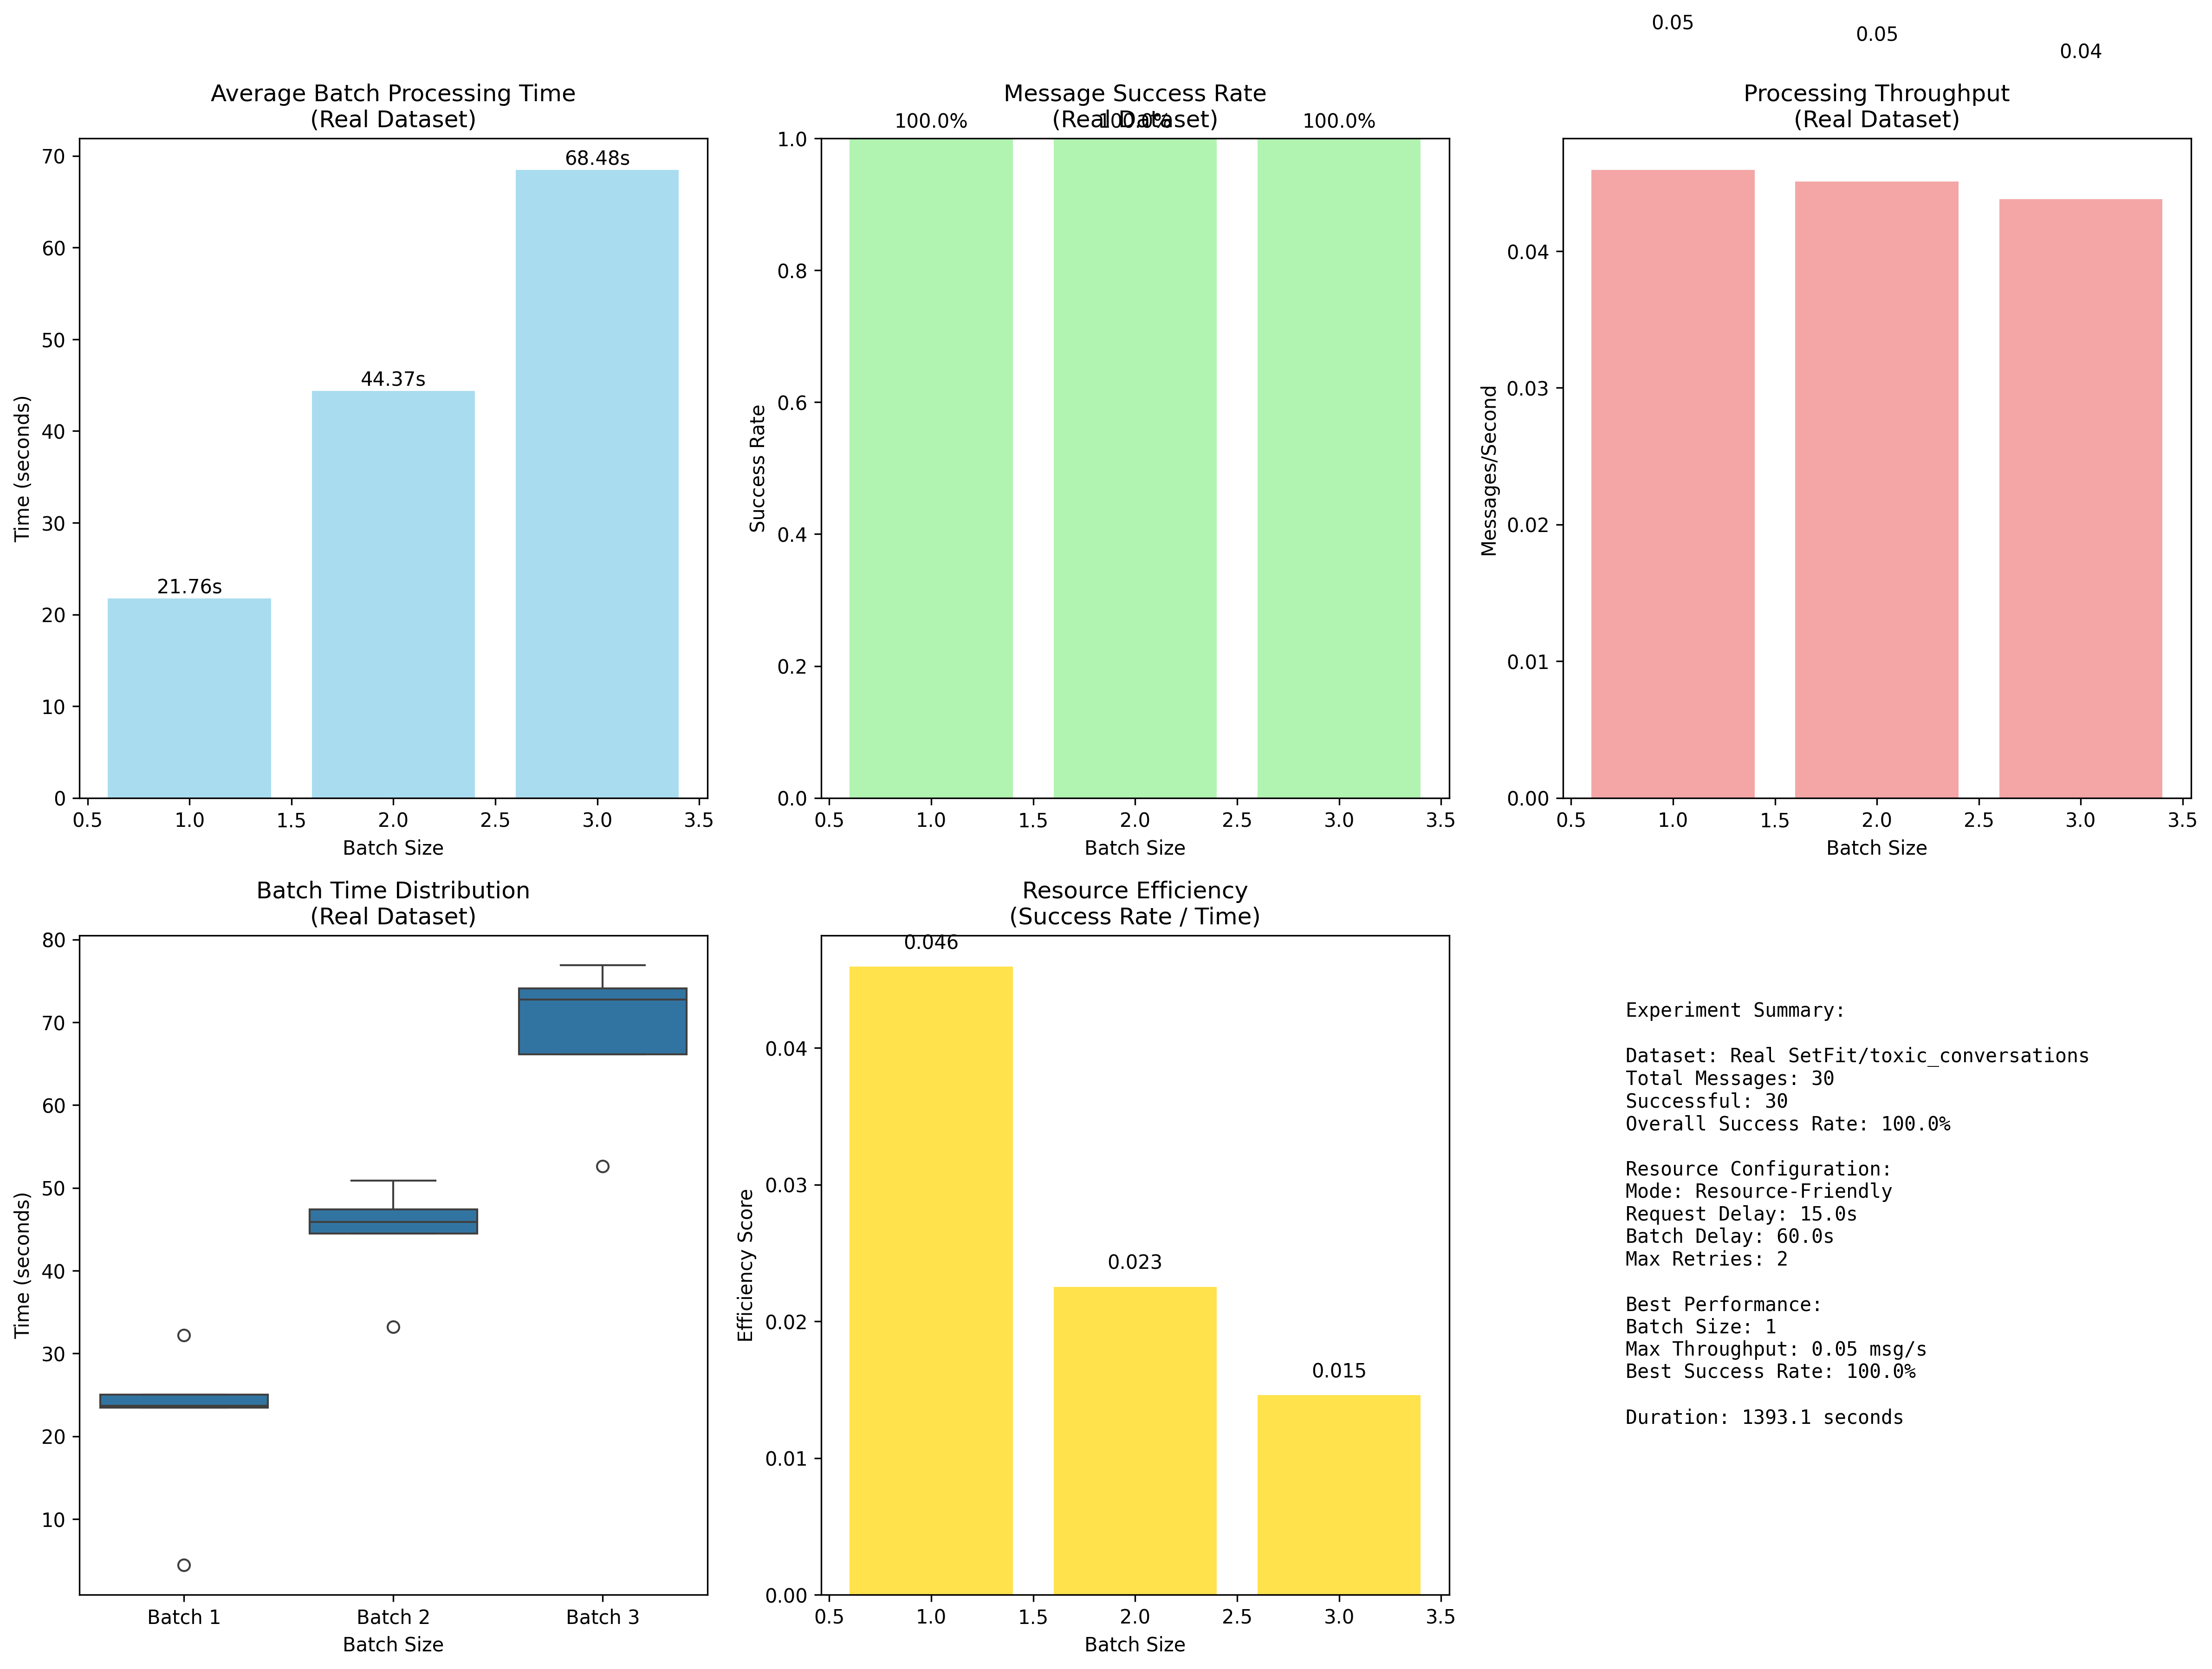 Average Batch Processing Time
(Real Dataset)
Time (seconds)
70
60
50
40
30
20
10
0
21.76s
44.37s
68.48s
0.5
1.0
1.5
2.0
2.5
3.0
3.5
Batch Size
Message Success Rate
(Real Dataset)
100.0%
100.0%
100.0%
Success Rate
1.0
0.8
0.6
0.4
0.2
0.0
0.5
1.0
1.5
2.0
2.5
3.0
3.5
Batch Size
0.05
0.05
0.04
Processing Throughput
(Real Dataset)
Messages/Second
0.04
0.03
0.02
0.01
0.00
0.5
1.0
1.5
2.0
2.5
3.0
3.5
Batch Size
Batch Time Distribution
(Real Dataset)
Time (seconds)
80
70
60
50
40
30
20
10
Batch 1
Batch 2
Batch 3
Batch Size
Resource Efficiency
(Success Rate / Time)
Efficiency Score
0.046
0.023
0.015
0.04
0.03
0.02
0.01
0.00
0.5
1.0
1.5
2.0
2.5
3.0
3.5
Batch Size
Experiment Summary:
Dataset: Real SetFit/toxic_conversations
Total Messages: 30
Successful: 30
Overall Success Rate: 100.0%
Resource Configuration:
Mode: Resource-Friendly
Request Delay: 15.0s
Batch Delay: 60.0s
Max Retries: 2
Best Performance:
Batch Size: 1
Max Throughput: 0.05 msg/s
Best Success Rate: 100.0%
Duration: 1393.1 seconds